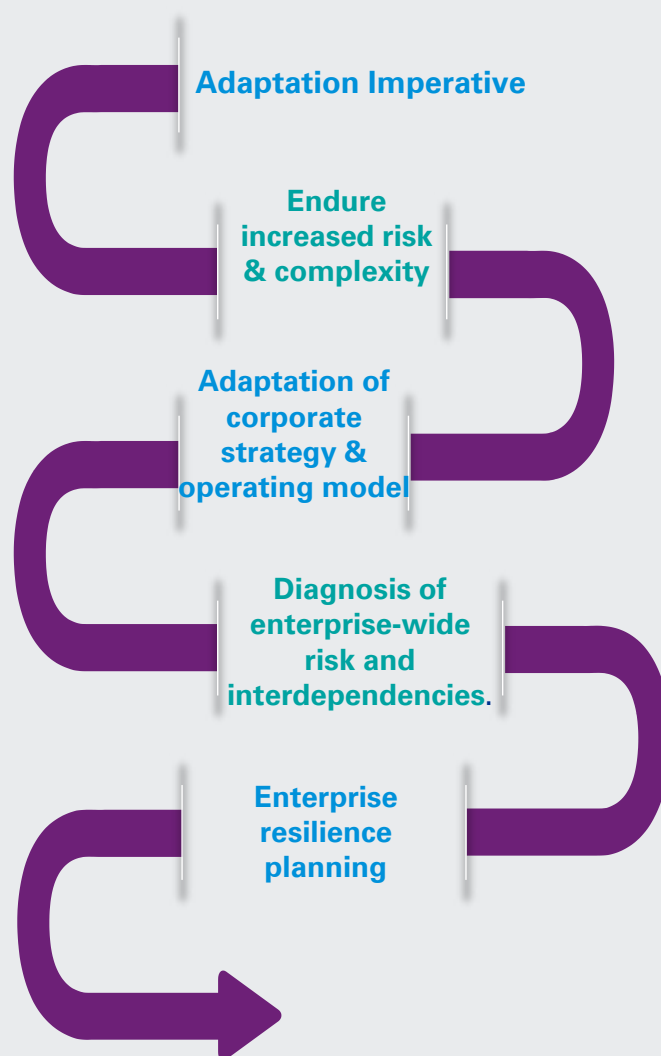 Adaptation Imperative
Endure
increased risk
& complexity
Adaptation of
corporate
strategy &
operating model
Diagnosis of
enterprise-wide
risk and
interdependencies.
Enterprise
resilience
planning